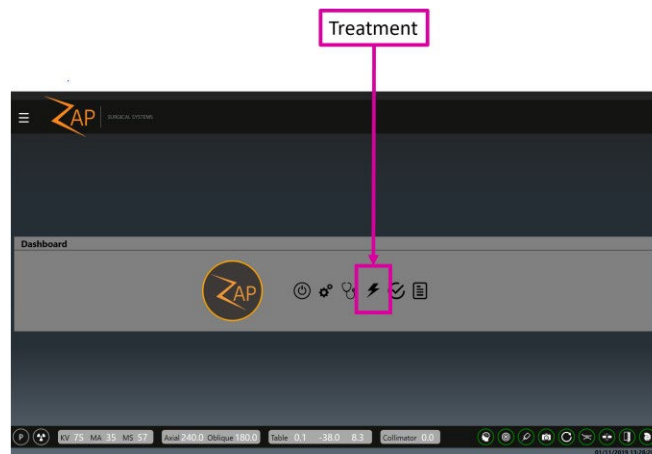 Treatment
ZAP SURGICAL SYSTEMS
Dashboard
ZAP
P KV 75 MA 35 MS 57 Axial 240.0 Oblique 180.0 Table 0.1 -38.0 8.3 Collimator 0.0